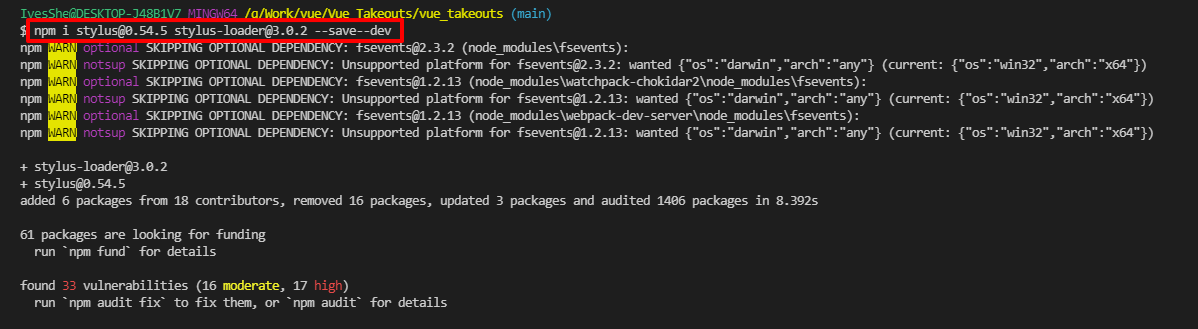 IvesShe@DESKTOP-J48B1V7 MINGW64 /g/Work/vue/Vue_Takeouts/vue_takeouts (main)
$ npm i stylus@0.54.5 stylus-loader@3.0.2 --save--dev
npm WARN optional SKIPPING OPTIONAL DEPENDENCY: fsevents@2.3.2 (node_modules\fsevents):
npm WARN notsup SKIPPING OPTIONAL DEPENDENCY: Unsupported platform for fsevents@2.3.2: wanted {"os":"darwin","arch":"any"} (current: {"os":"win32","arch":"x64"})
npm WARN optional SKIPPING OPTIONAL DEPENDENCY: fsevents@1.2.13 (node_modules\watchpack-chokidar2\node_modules\fsevents):
npm WARN notsup SKIPPING OPTIONAL DEPENDENCY: Unsupported platform for fsevents@1.2.13: wanted {"os":"darwin","arch":"any"} (current: {"os":"win32","arch":"x64"})
npm WARN optional SKIPPING OPTIONAL DEPENDENCY: fsevents@1.2.13 (node_modules\webpack-dev-server\node_modules\fsevents):
npm WARN notsup SKIPPING OPTIONAL DEPENDENCY: Unsupported platform for fsevents@1.2.13: wanted {"os":"darwin","arch":"any"} (current: {"os":"win32","arch":"x64"})
+ stylus-loader@3.0.2
+ stylus@0.54.5
added 6 packages from 18 contributors, removed 16 packages, updated 3 packages and audited 1406 packages in 8.392s
61 packages are looking for funding
run `npm fund` for details
found 33 vulnerabilities (16 moderate, 17 high)
run `npm audit fix` to fix them, or `npm audit` for details